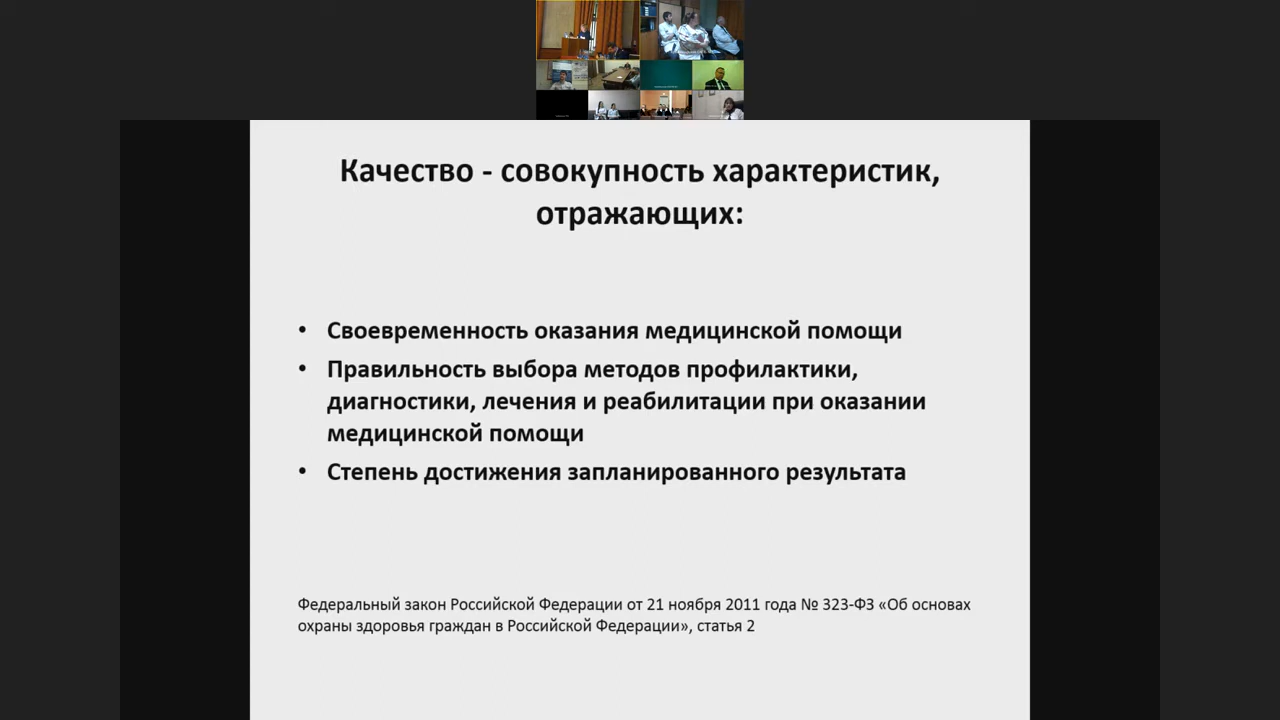 Качество - совокупность характеристик,
отражающих:
• Своевременность оказания медицинской помощи
• Правильность выбора методов профилактики,
диагностики, лечения и реабилитации при оказании
медицинской помощи
• Степень достижения запланированного результата
Федеральный закон Российской Федерации от 21 ноября 2011 года № 323-ФЗ «Об основах
охраны здоровья граждан в Российской Федерации», статья 2